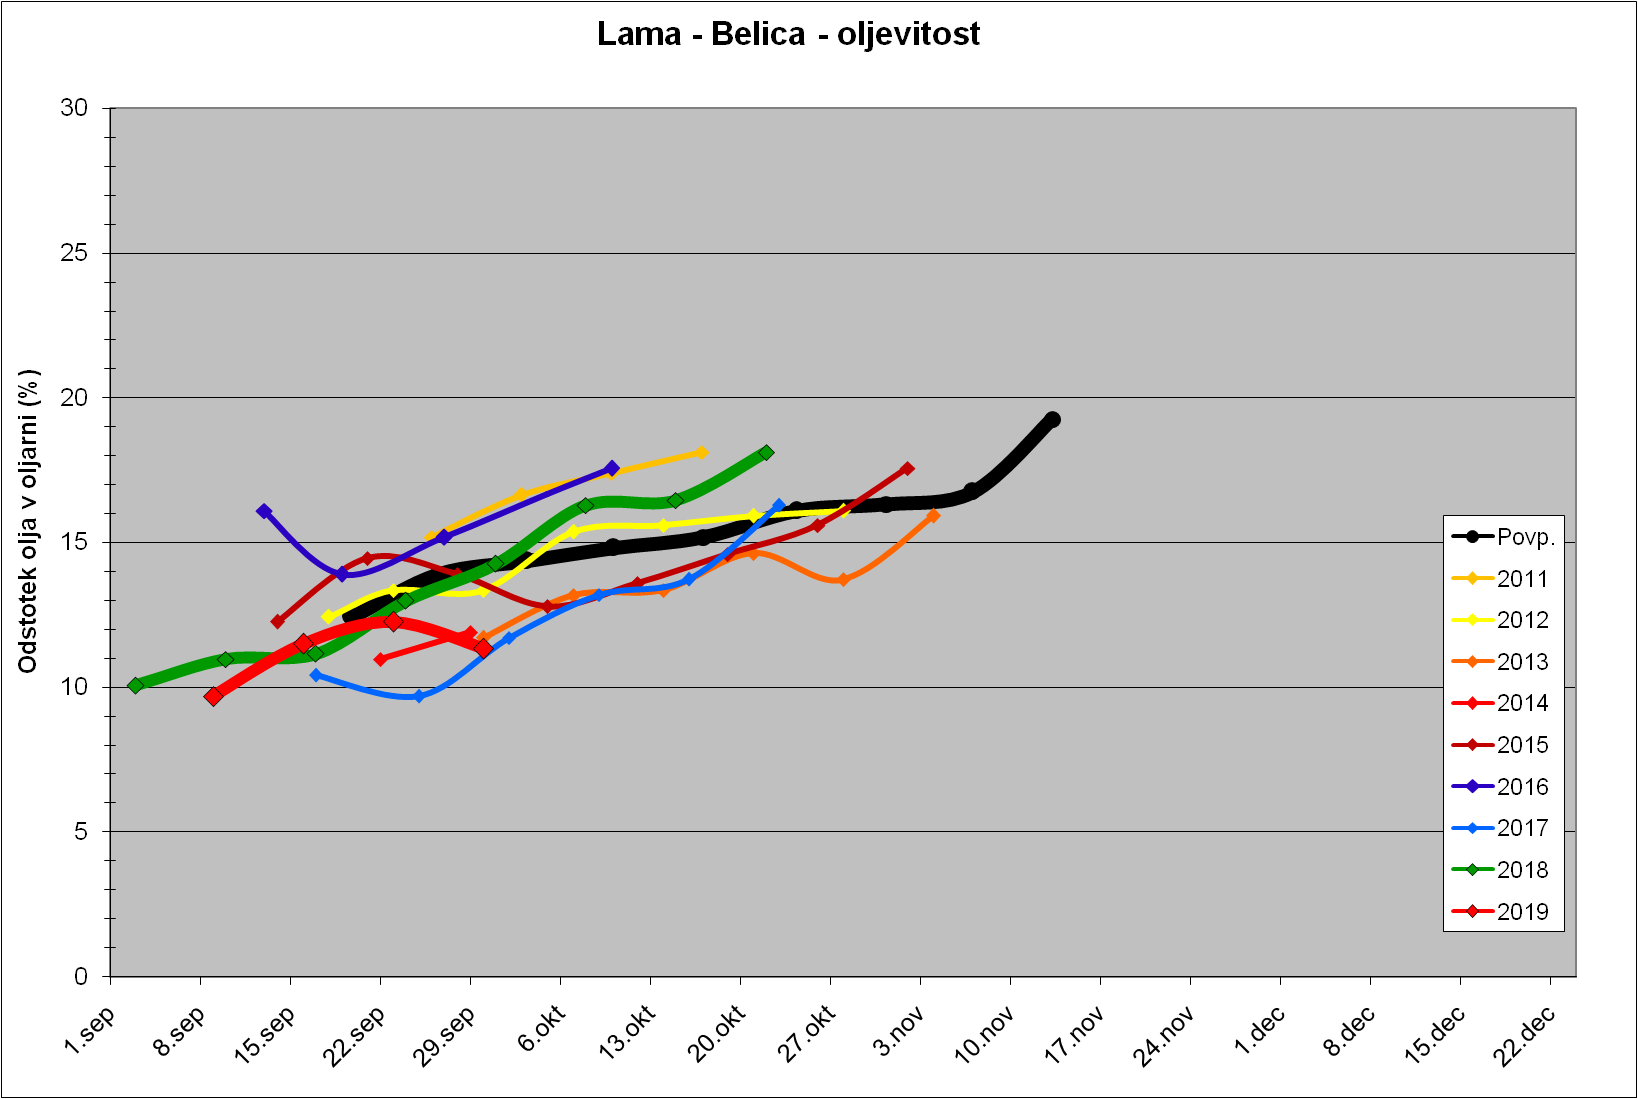 Lama - Belica - oljevitost
Odstotek olja v oljarni (%)
30
25
20
15
10
5
0
1.sep
8.sep
15.sep
22.sep
29.sep
6.okt
13.okt
20.okt
27.okt
3.nov
10.nov
17.nov
24.nov
1.dec
8.dec
15.dec
22.dec
Povp.
2011
2012
2013
2014
2015
2016
2017
2018
2019